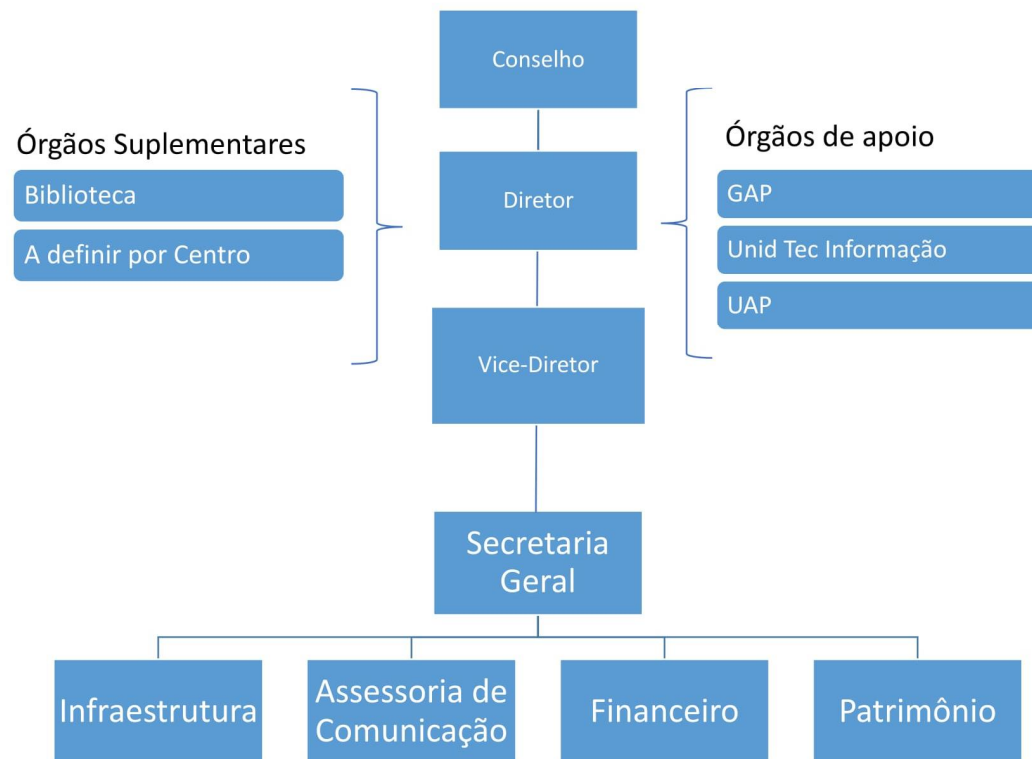 Conselho
Órgãos Suplementares
Biblioteca
A definir por Centro
Diretor
Órgãos de apoio
GAP
Unid Tec Informação
UAP
Vice-Diretor
Secretaria
Geral
Infraestrutura
Assessoria de
Comunicação
Financeiro
Patrimônio